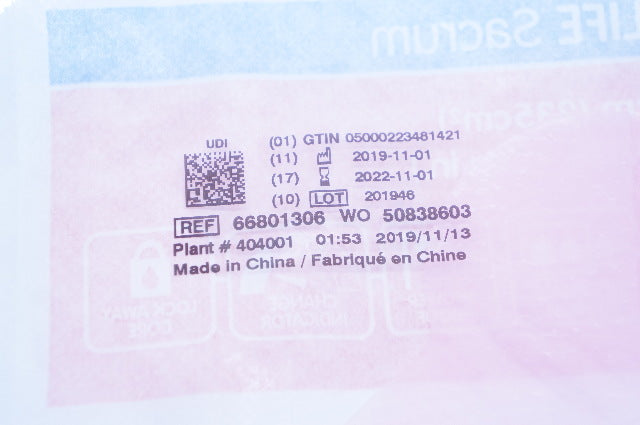 LIFE Sacrum
UDI
(01) GTIN 05000223481421
(11) 2019-11-01
(17) 2022-11-01
(10) LOT 201946
REF 66801306 WO 50838603
Plant # 404001 01:53 2019/11/13
Made in China / Fabriqué en Chine
LOCK AWAY
CORE
CHANGE
INDICATOR